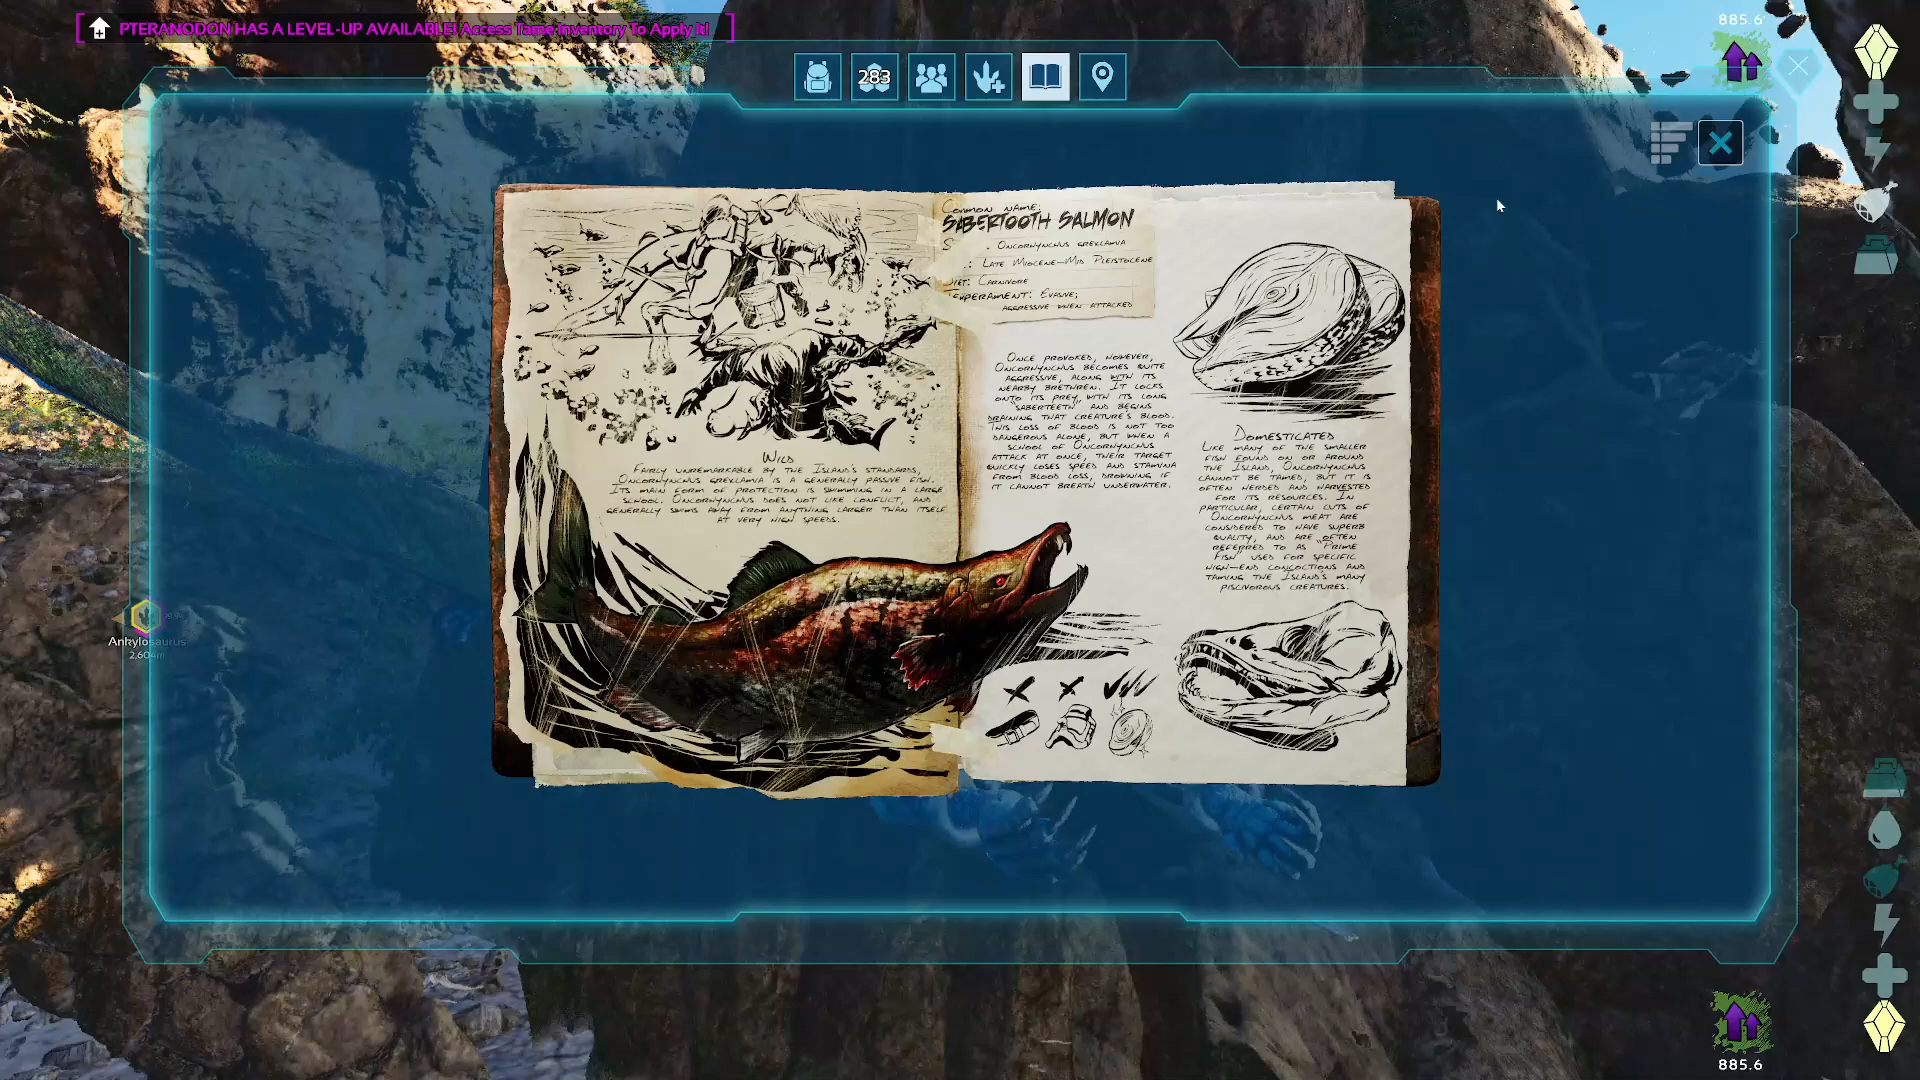 PTERANODON HAS A LEVEL-UP AVAILABLE! Access Tame Inventory To Apply It!
885.6
283
COMMON NAME:
SABERTOOTH SALMON
ONCORHYNCHUS GREXLAMIA
LATE MIOCENE–MID PLEISTOCENE
DIET: CARNIVORE
TEMPERAMENT: EVASIVE;
AGGRESSIVE WHEN ATTACKED
WILD
FAIRLY UNREMARKABLE BY THE ISLAND'S STANDARDS,
ONCORHYNCHUS GREXLAMIA IS A GENERALLY PASSIVE FISH.
ITS MAIN FORM OF PROTECTION IS SWIMMING IN A LARGE
SCHOOL. ONCORHYNCHUS DOES NOT LIKE CONFLICT, AND
GENERALLY SWIMS AWAY FROM ANYTHING LARGER THAN ITSELF
AT VERY HIGH SPEEDS.
ONCE PROVOKED, HOWEVER,
ONCORHYNCHUS BECOMES QUITE
AGGRESSIVE, ALONG WITH ITS
NEARBY BRETHREN. IT LOCKS
ONTO ITS PREY, WITH ITS LONG
"SABERTEETH" AND BEGINS
DRAINING THAT CREATURE'S BLOOD.
THIS LOSS OF BLOOD IS NOT TOO
DANGEROUS ALONE, BUT WHEN A
SCHOOL OF ONCORHYNCHUS
ATTACK AT ONCE, THEIR TARGET
QUICKLY LOSES SPEED AND STAMINA
FROM BLOOD LOSS, DROWNING IF
IT CANNOT BREATH UNDERWATER.
DOMESTICATED
LIKE MANY OF THE SMALLER
FISH FOUND ON OR AROUND
THE ISLAND, ONCORHYNCHUS
CANNOT BE TAMED, BUT IT IS
OFTEN HERDED AND HARVESTED
FOR ITS RESOURCES. IN
PARTICULAR, CERTAIN CUTS OF
ONCORHYNCHUS MEAT ARE
CONSIDERED TO HAVE SUPERB
QUALITY, AND ARE OFTEN
REFERRED TO AS "PRIME
FISH" USED FOR SPECIFIC
HIGH-END CONCOCTIONS AND
TAMING THE ISLAND'S MANY
PISCIVOROUS CREATURES.
Ankylosaurus
885.6